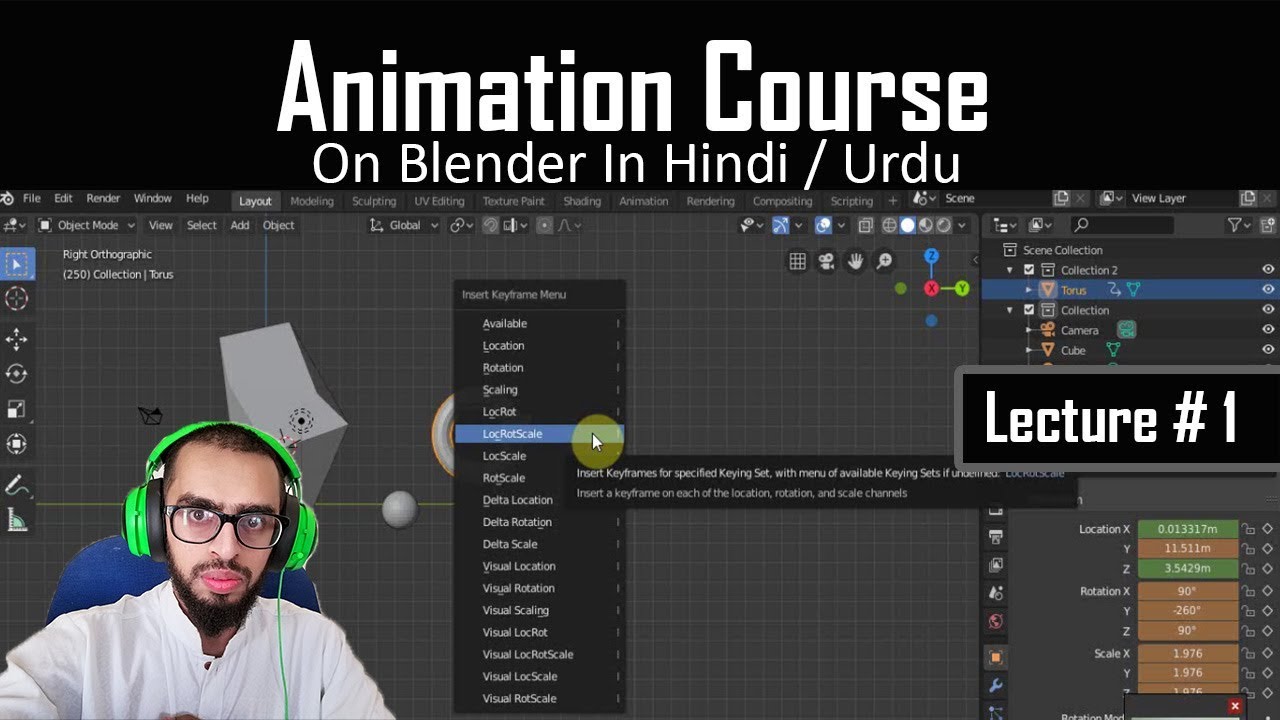 Animation Course
On Blender In Hindi / Urdu
File Edit Render Window Help Layout Modeling Sculpting UV Editing Texture Paint Shading Animation Rendering Compositing Scripting + Scene View Layer
Object Mode View Select Add Object Global
Right Orthographic
(250) Collection | Torus
Z
X
Y
Scene Collection
Collection 2
Torus
Collection
Camera
Cube
Insert Keyframe Menu
Available
Location
Rotation
Scaling
LocRot
LocRotScale
LocScale
RotScale
Delta Location
Delta Rotation
Delta Scale
Visual Location
Visual Rotation
Visual Scaling
Visual LocRot
Visual LocRotScale
Visual LocScale
Visual RotScale
Insert Keyframes for specified Keying Set, with menu of available Keying Sets if undefined: LocRotScale
Insert a keyframe on each of the location, rotation, and scale channels
Lecture # 1
Location X 0.013317m
Y 11.511m
Z 3.5429m
Rotation X 90°
Y -260°
Z 90°
Scale X 1.976
Y 1.976
Z 1.976